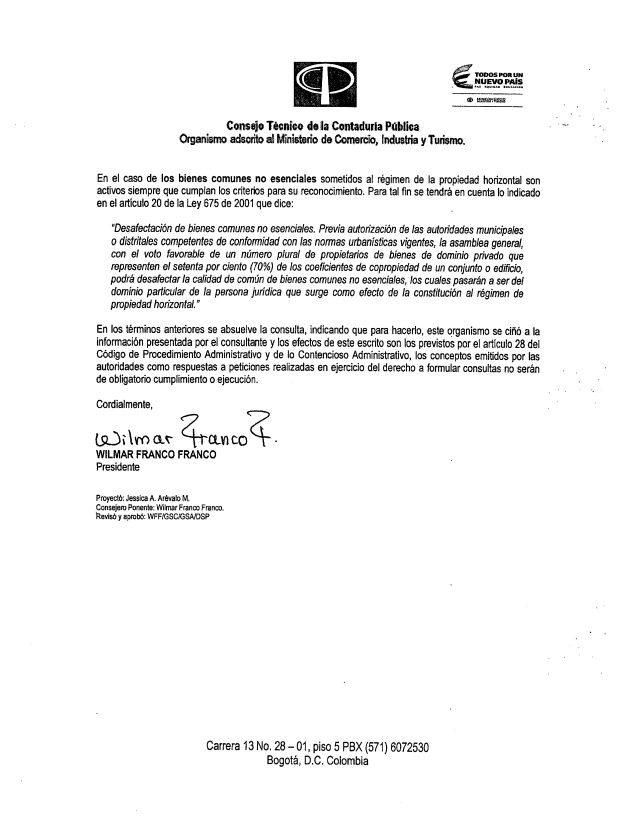 TODOS POR UN
NUEVO PAÍS
PAZ EQUIDAD EDUCACIÓN
Consejo Técnico de la Contaduría Pública
Organismo adscrito al Ministerio de Comercio, Industria y Turismo.
En el caso de los bienes comunes no esenciales sometidos al régimen de la propiedad horizontal son
activos siempre que cumplan los criterios para su reconocimiento. Para tal fin se tendrá en cuenta lo indicado
en el artículo 20 de la Ley 675 de 2001 que dice:
"Desafectación de bienes comunes no esenciales. Previa autorización de las autoridades municipales
o distritales competentes de conformidad con las normas urbanísticas vigentes, la asamblea general,
con el voto favorable de un número plural de propietarios de bienes de dominio privado que
representen el setenta por ciento (70%) de los coeficientes de copropiedad de un conjunto o edificio,
podrá desafectar la calidad de común de bienes comunes no esenciales, los cuales pasarán a ser del
dominio particular de la persona jurídica que surge como efecto de la constitución al régimen de
propiedad horizontal."
En los términos anteriores se absuelve la consulta, indicando que para hacerlo, este organismo se ciñó a la
información presentada por el consultante y los efectos de este escrito son los previstos por el artículo 28 del
Código de Procedimiento Administrativo y de lo Contencioso Administrativo, los conceptos emitidos por las
autoridades como respuestas a peticiones realizadas en ejercicio del derecho a formular consultas no serán
de obligatorio cumplimiento o ejecución.
Cordialmente,
Wilmar Franco F.
WILMAR FRANCO FRANCO
Presidente
Proyectó: Jessica A. Arévalo M.
Consejero Ponente: Wilmar Franco Franco.
Revisó y aprobó: WFF/GSC/GSA/DSP
Carrera 13 No. 28 – 01, piso 5 PBX (571) 6072530
Bogotá, D.C. Colombia